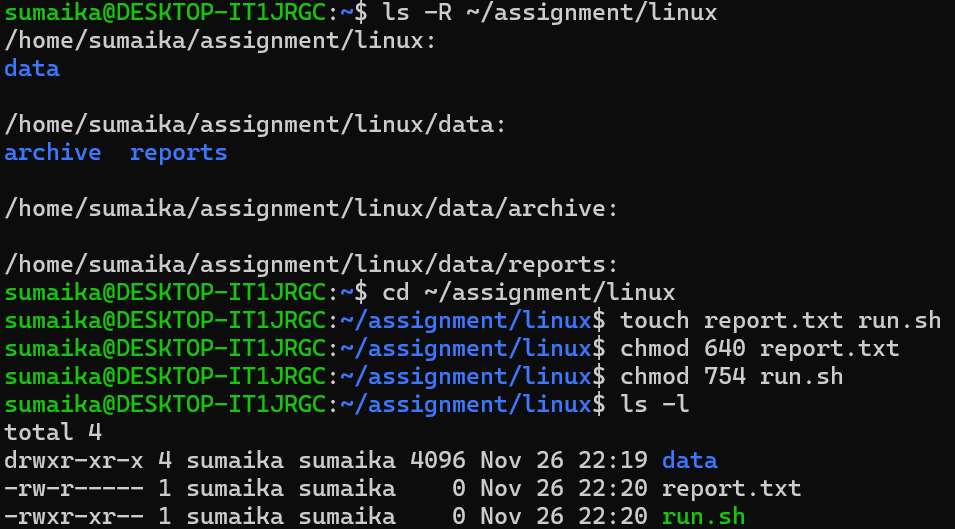 sumaika@DESKTOP-IT1JRGC:~$ ls -R ~/assignment/linux
/home/sumaika/assignment/linux:
data
/home/sumaika/assignment/linux/data:
archive  reports
/home/sumaika/assignment/linux/data/archive:
/home/sumaika/assignment/linux/data/reports:
sumaika@DESKTOP-IT1JRGC:~$ cd ~/assignment/linux
sumaika@DESKTOP-IT1JRGC:~/assignment/linux$ touch report.txt run.sh
sumaika@DESKTOP-IT1JRGC:~/assignment/linux$ chmod 640 report.txt
sumaika@DESKTOP-IT1JRGC:~/assignment/linux$ chmod 754 run.sh
sumaika@DESKTOP-IT1JRGC:~/assignment/linux$ ls -l
total 4
drwxr-xr-x 4 sumaika sumaika 4096 Nov 26 22:19 data
-rw-r----- 1 sumaika sumaika    0 Nov 26 22:20 report.txt
-rwxr-xr-- 1 sumaika sumaika    0 Nov 26 22:20 run.sh